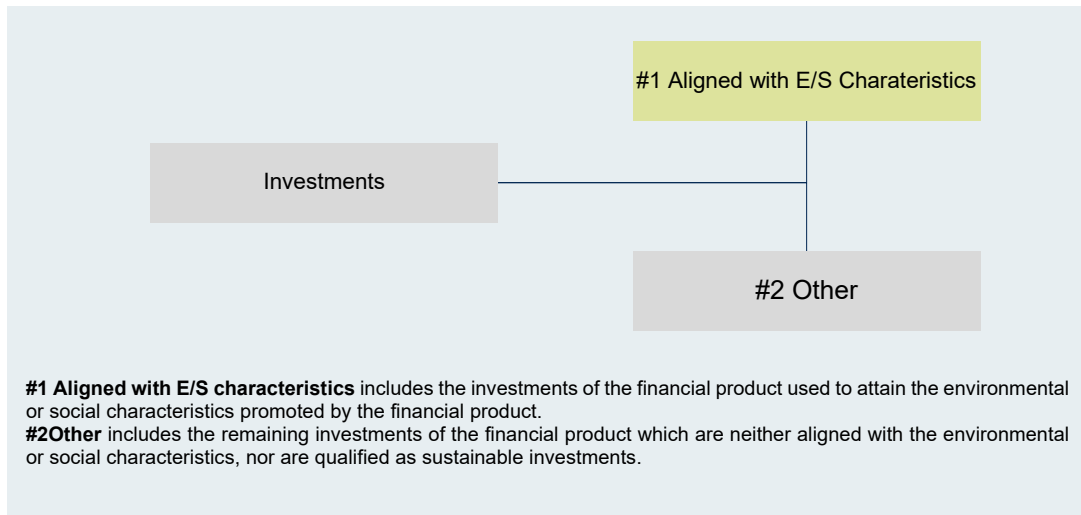 #1 Aligned with E/S Charateristics
Investments
#2 Other
#1 Aligned with E/S characteristics includes the investments of the financial product used to attain the environmental
or social characteristics promoted by the financial product.
#2Other includes the remaining investments of the financial product which are neither aligned with the environmental
or social characteristics, nor are qualified as sustainable investments.